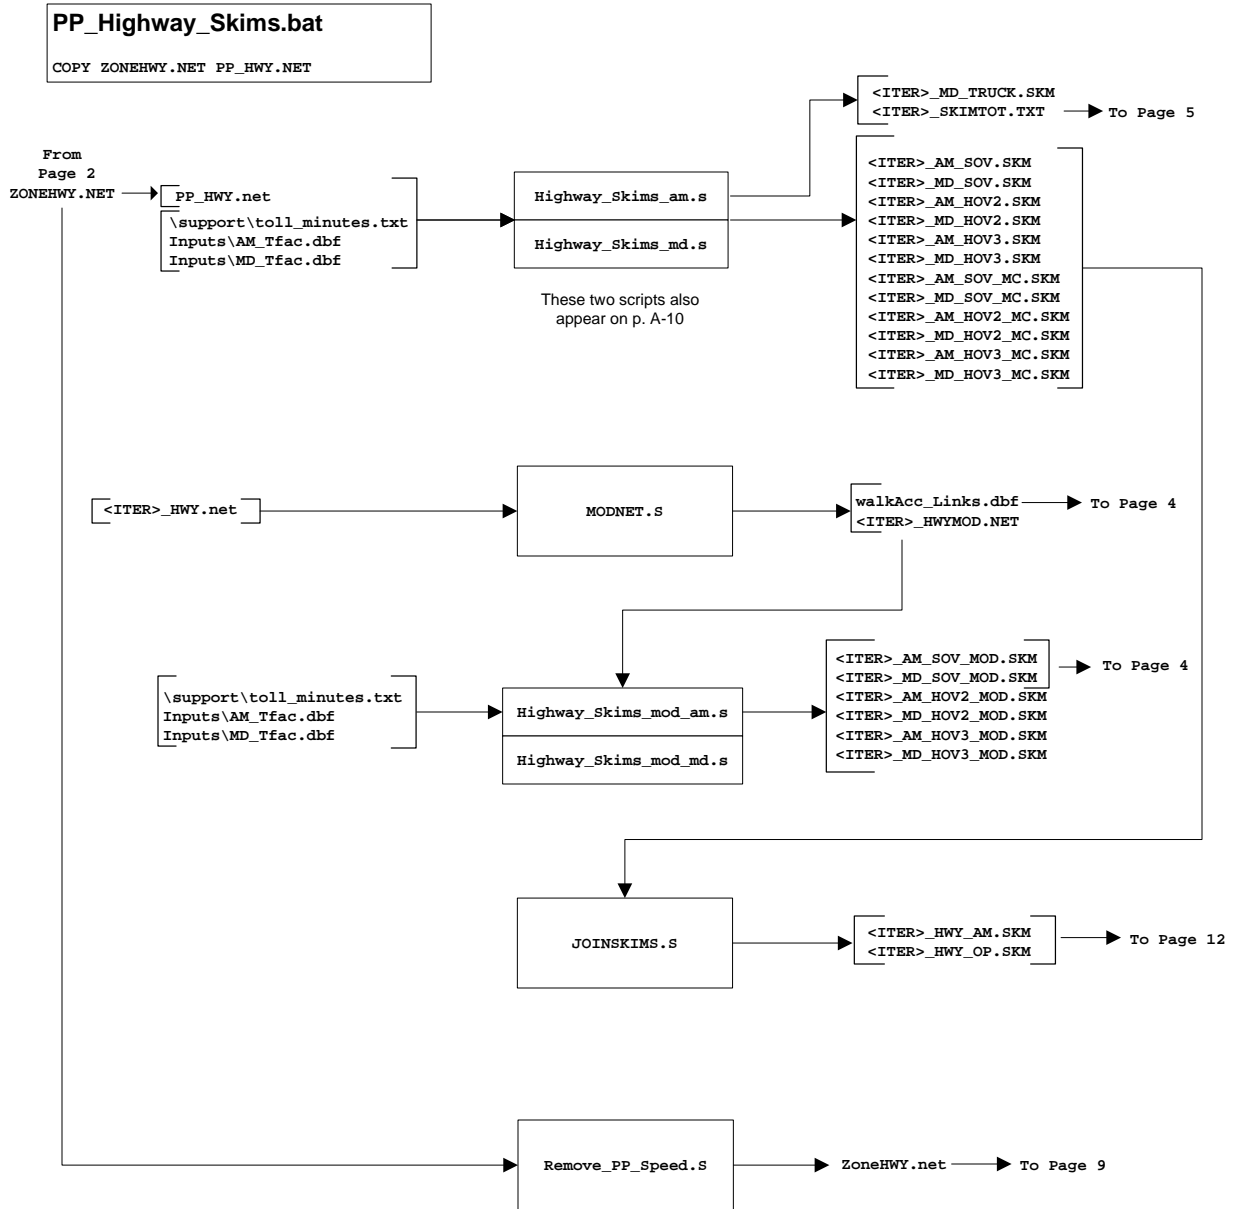 PP_Highway_Skims.bat
COPY ZONEHWY.NET PP_HWY.NET
<ITER>_MD_TRUCK.SKM
<ITER>_SKIMTOT.TXT
To Page 5
From
Page 2
ZONEHWY.NET
PP_HWY.net
\support\toll_minutes.txt
Inputs\AM_Tfac.dbf
Inputs\MD_Tfac.dbf
Highway_Skims_am.s
Highway_Skims_md.s
These two scripts also
appear on p. A-10
<ITER>_AM_SOV.SKM
<ITER>_MD_SOV.SKM
<ITER>_AM_HOV2.SKM
<ITER>_MD_HOV2.SKM
<ITER>_AM_HOV3.SKM
<ITER>_MD_HOV3.SKM
<ITER>_AM_SOV_MC.SKM
<ITER>_MD_SOV_MC.SKM
<ITER>_AM_HOV2_MC.SKM
<ITER>_MD_HOV2_MC.SKM
<ITER>_AM_HOV3_MC.SKM
<ITER>_MD_HOV3_MC.SKM
<ITER>_HWY.net
MODNET.S
walkAcc_Links.dbf
<ITER>_HWYMOD.NET
To Page 4
\support\toll_minutes.txt
Inputs\AM_Tfac.dbf
Inputs\MD_Tfac.dbf
Highway_Skims_mod_am.s
Highway_Skims_mod_md.s
<ITER>_AM_SOV_MOD.SKM
<ITER>_MD_SOV_MOD.SKM
<ITER>_AM_HOV2_MOD.SKM
<ITER>_MD_HOV2_MOD.SKM
<ITER>_AM_HOV3_MOD.SKM
<ITER>_MD_HOV3_MOD.SKM
To Page 4
JOINSKIMS.S
<ITER>_HWY_AM.SKM
<ITER>_HWY_OP.SKM
To Page 12
Remove_PP_Speed.S
ZoneHWY.net
To Page 9